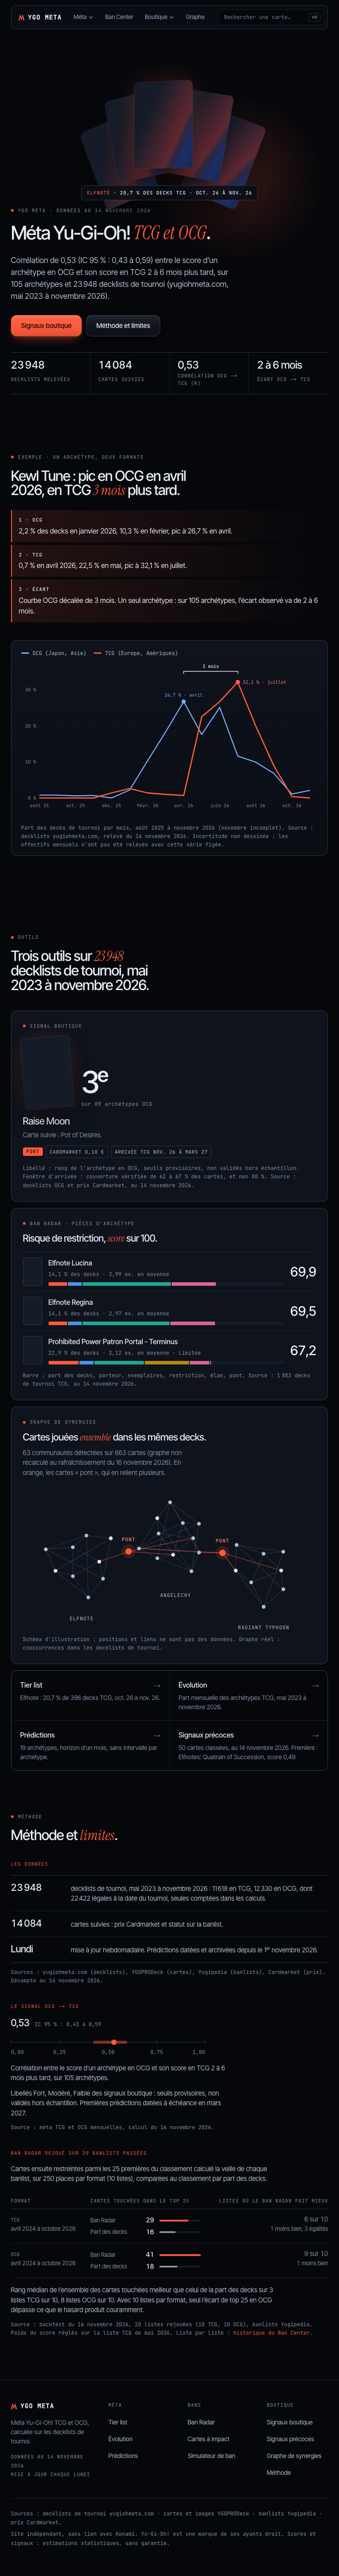 YGO META
Méta
Ban Center
Boutique
Graphe
Rechercher une carte…
⌘K
ELFNOTE · 20,7 % DES DECKS TCG · OCT. 26 À NOV. 26
YGO META · DONNÉES AU 14 NOVEMBRE 2026
Méta Yu-Gi-Oh! TCG et OCG.
Corrélation de 0,53 (IC 95 % : 0,43 à 0,59) entre le score d’un
archétype en OCG et son score en TCG 2 à 6 mois plus tard, sur
105 archétypes et 23 948 decklists de tournoi (yugiohmeta.com,
mai 2023 à novembre 2026).
Signaux boutique
Méthode et limites
23 948
DECKLISTS RELEVÉES
14 084
CARTES SUIVIES
0,53
CORRÉLATION OCG →
TCG (R)
2 à 6 mois
ÉCART OCG → TCG
EXEMPLE · UN ARCHÉTYPE, DEUX FORMATS
Kewl Tune : pic en OCG en avril
2026, en TCG 3 mois plus tard.
1 · OCG
2,2 % des decks en janvier 2026, 10,3 % en février, pic à 26,7 % en avril.
2 · TCG
0,7 % en avril 2026, 22,5 % en mai, pic à 32,1 % en juillet.
3 · ÉCART
Courbe OCG décalée de 3 mois. Un seul archétype : sur 105 archétypes, l’écart observé va de 2 à 6
mois.
OCG (Japon, Asie)
TCG (Europe, Amériques)
3 mois
32,1 % · juillet
26,7 % · avril
30 %
20 %
10 %
0 %
août 25
oct. 25
déc. 25
févr. 26
avr. 26
juin 26
août 26
oct. 26
Part des decks de tournoi par mois, août 2025 à novembre 2026 (novembre incomplet). Source :
decklists yugiohmeta.com, relevé du 16 novembre 2026. Incertitude non dessinée : les
effectifs mensuels n’ont pas été relevés avec cette série figée.
OUTILS
Trois outils sur 23 948
decklists de tournoi, mai
2023 à novembre 2026.
SIGNAL BOUTIQUE
3e
sur 89 archétypes OCG
Raise Moon
Carte suivie : Pot of Desires.
FORT
CARDMARKET 0,10 €
ARRIVÉE TCG NOV. 26 À MARS 27
Libellé : rang de l’archétype en OCG, seuils provisoires, non validés hors échantillon.
Fenêtre d’arrivée : couverture vérifiée de 62 à 67 % des cartes, et non 80 %. Source :
decklists OCG et prix Cardmarket, au 14 novembre 2026.
BAN RADAR · PIÈCES D’ARCHÉTYPE
Risque de restriction, score sur 100.
Elfnote Lucina
14,1 % des decks · 2,99 ex. en moyenne
69,9
Elfnote Regina
14,1 % des decks · 2,97 ex. en moyenne
69,5
Prohibited Power Patron Portal - Terminus
22,9 % des decks · 2,12 ex. en moyenne · Limitée
67,2
Barre : part des decks, porteur, exemplaires, restriction, élan, pont. Source : 1 883 decks
de tournoi TCG, au 14 novembre 2026.
GRAPHE DE SYNERGIES
Cartes jouées ensemble dans les mêmes decks.
63 communautés détectées sur 663 cartes (graphe non
recalculé au rafraîchissement du 16 novembre 2026). En
orange, les cartes « pont », qui en relient plusieurs.
PONT
PONT
ELFNOTE
ANGELECHY
RADIANT TYPHOON
Schéma d’illustration : positions et liens ne sont pas des données. Graphe réel :
cooccurrences dans les decklists de tournoi.
Tier list →
Elfnote : 20,7 % de 396 decks TCG, oct. 26 à nov. 26.
Évolution →
Part mensuelle des archétypes TCG, mai 2023 à
novembre 2026.
Prédictions →
19 archétypes, horizon d’un mois, sans intervalle par
archétype.
Signaux précoces →
50 cartes classées, au 14 novembre 2026. Première :
Elfnotes: Quatrain of Succession, score 0,49.
MÉTHODE
Méthode et limites.
LES DONNÉES
23 948
decklists de tournoi, mai 2023 à novembre 2026 : 11 618 en TCG, 12 330 en OCG, dont
22 422 légales à la date du tournoi, seules comptées dans les calculs.
14 084
cartes suivies : prix Cardmarket et statut sur la banlist.
Lundi
mise à jour hebdomadaire. Prédictions datées et archivées depuis le 1er novembre 2026.
Sources : yugiohmeta.com (decklists), YGOPRODeck (cartes), Yugipedia (banlists), Cardmarket (prix).
Décompte au 14 novembre 2026.
LE SIGNAL OCG → TCG
0,53 IC 95 % : 0,43 à 0,59
0,00
0,25
0,50
0,75
1,00
Corrélation entre le score d’un archétype en OCG et son score en TCG 2 à 6
mois plus tard, sur 105 archétypes.
Libellés Fort, Modéré, Faible des signaux boutique : seuils provisoires, non
validés hors échantillon. Premières prédictions datées à échéance en mars
2027.
Source : méta TCG et OCG mensuelles, calcul du 16 novembre 2026.
BAN RADAR REJOUÉ SUR 20 BANLISTS PASSÉES
Cartes ensuite restreintes parmi les 25 premières du classement calculé la veille de chaque
banlist, sur 250 places par format (10 listes), comparées au classement par part des decks.
FORMAT
CARTES TOUCHÉES DANS LE TOP 25
LISTES OÙ LE BAN RADAR FAIT MIEUX
TCG
avril 2024 à octobre 2026
Ban Radar 29
Part des decks 16
6 sur 10
1 moins bien, 3 égalités
OCG
avril 2024 à octobre 2026
Ban Radar 41
Part des decks 18
9 sur 10
1 moins bien
Rang médian de l’ensemble des cartes touchées meilleur que celui de la part des decks sur 3
listes TCG sur 10, 8 listes OCG sur 10. Avec 10 listes par format, seul l’écart de top 25 en OCG
dépasse ce que le hasard produit couramment.
Source : backtest du 16 novembre 2026, 20 listes rejouées (10 TCG, 10 OCG), banlists Yugipedia.
Poids du score réglés sur la liste TCG de mai 2026. Liste par liste : historique du Ban Center.
YGO META
Méta Yu-Gi-Oh! TCG et OCG,
calculée sur les decklists de
tournoi.
DONNÉES AU 14 NOVEMBRE
2026
MISE À JOUR CHAQUE LUNDI
MÉTA
Tier list
Évolution
Prédictions
BANS
Ban Radar
Cartes à impact
Simulateur de ban
BOUTIQUE
Signaux boutique
Signaux précoces
Graphe de synergies
Méthode
Sources : decklists de tournoi yugiohmeta.com · cartes et images YGOPRODeck · banlists Yugipedia ·
prix Cardmarket.
Site indépendant, sans lien avec Konami. Yu-Gi-Oh! est une marque de ses ayants droit. Scores et
signaux : estimations statistiques, sans garantie.